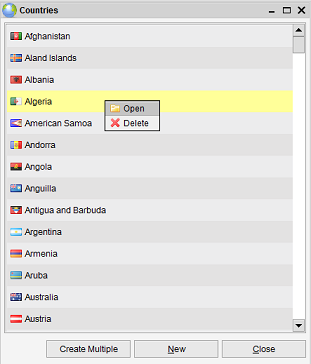 Countries
Afghanistan
Aland Islands
Albania
Algeria
Open
American Samoa
Delete
Andorra
Angola
Anguilla
Antigua and Barbuda
Argentina
Armenia
Aruba
Australia
Austria
Create Multiple New Close